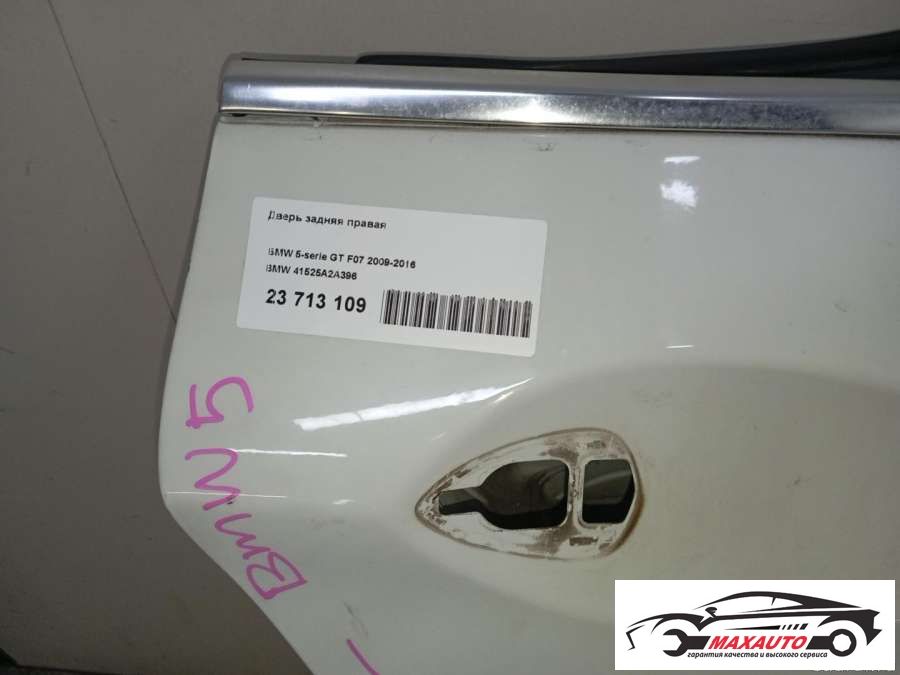 Дверь задняя правая
BMW 5-serie GT F07 2009-2016
BMW 41525A2A396
23 713 109
BMW 5
MAXAUTO
гарантия качества и высокого сервиса